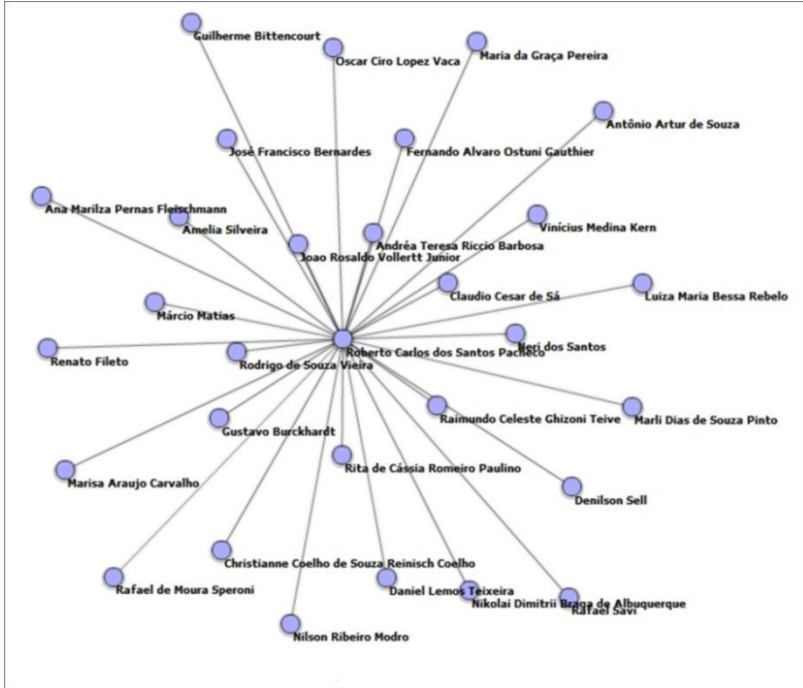 Guilherme Bittencourt
Oscar Ciro Lopez Vaca
Maria da Graça Pereira
Antônio Artur de Souza
José Francisco Bernardes
Fernando Alvaro Ostuni Gauthier
Ana Marilza Pernas Fleischmann
Amelia Silveira
Vinícius Medina Kern
Andréa Teresa Riccio Barbosa
Joao Rosaldo Vollertt Junior
Claudio Cesar de Sá
Luiza Maria Bessa Rebelo
Márcio Matias
Neri dos Santos
Roberto Carlos dos Santos Pacheco
Renato Fileto
Rodrigo de Souza Vieira
Raimundo Celeste Ghizoni Teive
Marli Dias de Souza Pinto
Gustavo Burckhardt
Rita de Cássia Romeiro Paulino
Marisa Araujo Carvalho
Denilson Sell
Christianne Coelho de Souza Reinisch Coelho
Rafael de Moura Speroni
Daniel Lemos Teixeira
Nikolai Dimitrii Braga de Albuquerque
Rafael Savi
Nilson Ribeiro Modro